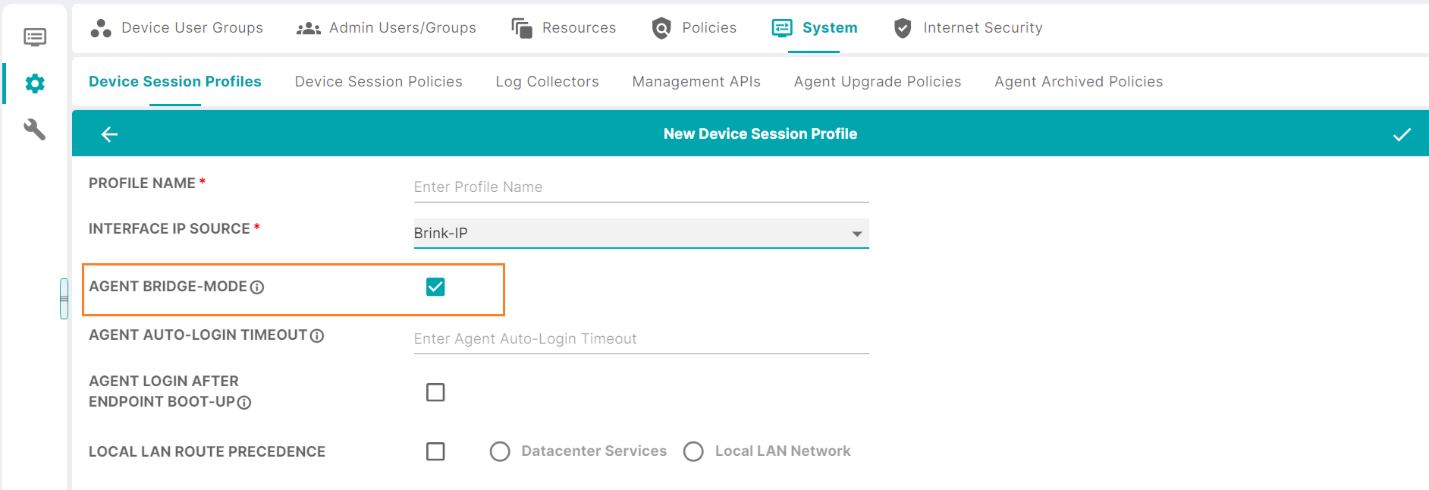 Device User Groups Admin Users/Groups Resources Policies System Internet Security
Device Session Profiles Device Session Policies Log Collectors Management APIs Agent Upgrade Policies Agent Archived Policies
New Device Session Profile
PROFILE NAME * Enter Profile Name
INTERFACE IP SOURCE * Brink-IP
AGENT BRIDGE-MODE
AGENT AUTO-LOGIN TIMEOUT Enter Agent Auto-Login Timeout
AGENT LOGIN AFTER
ENDPOINT BOOT-UP
LOCAL LAN ROUTE PRECEDENCE Datacenter Services Local LAN Network